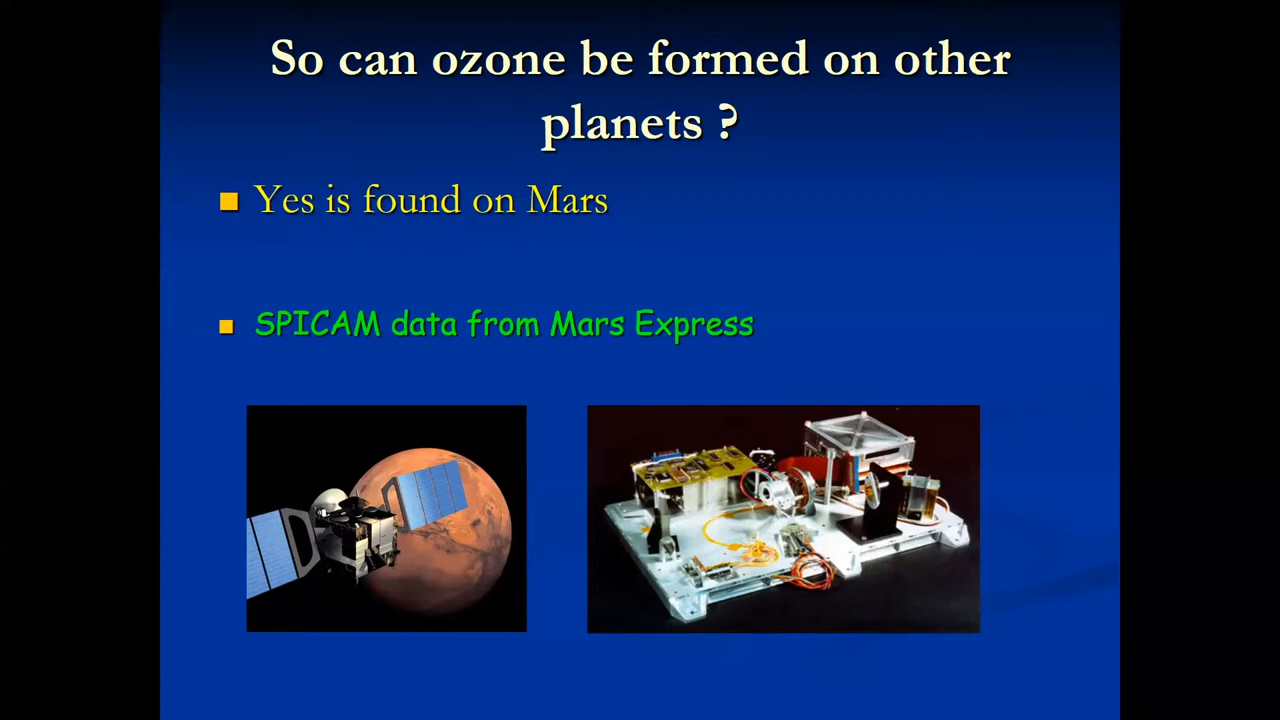 So can ozone be formed on other
planets ?
Yes is found on Mars
SPICAM data from Mars Express